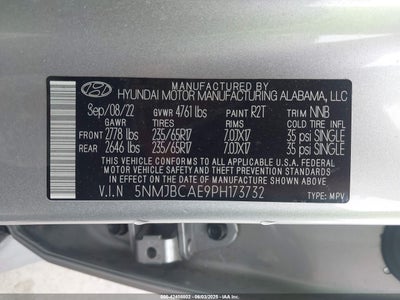 HYUNDAI MOTOR MANUFACTURING ALABAMA, LLC
Sep/08/22 GVWR 4761 lbs PAINT R2T TRIM NNB
GAWR TIRES RIMS COLD TIRE INF
FRONT 2778 lbs 235/65R17 7.0JX17 35 psi SINGLE
REAR 2646 lbs 235/65R17 7.0JX17 35 psi SINGLE
THIS VEHICLE CONFORMS TO ALL APPLICABLE U.S FEDERAL
MOTOR VEHICLE SAFETY, BUMPER, AND THEFT PREVENTION
STANDARDS IN EFFECT ON THE DATE OF MANUFACTURE
SHOWN ABOVE.
V.I.N 5NMJBCAE9PH173732 TYPE: MPV